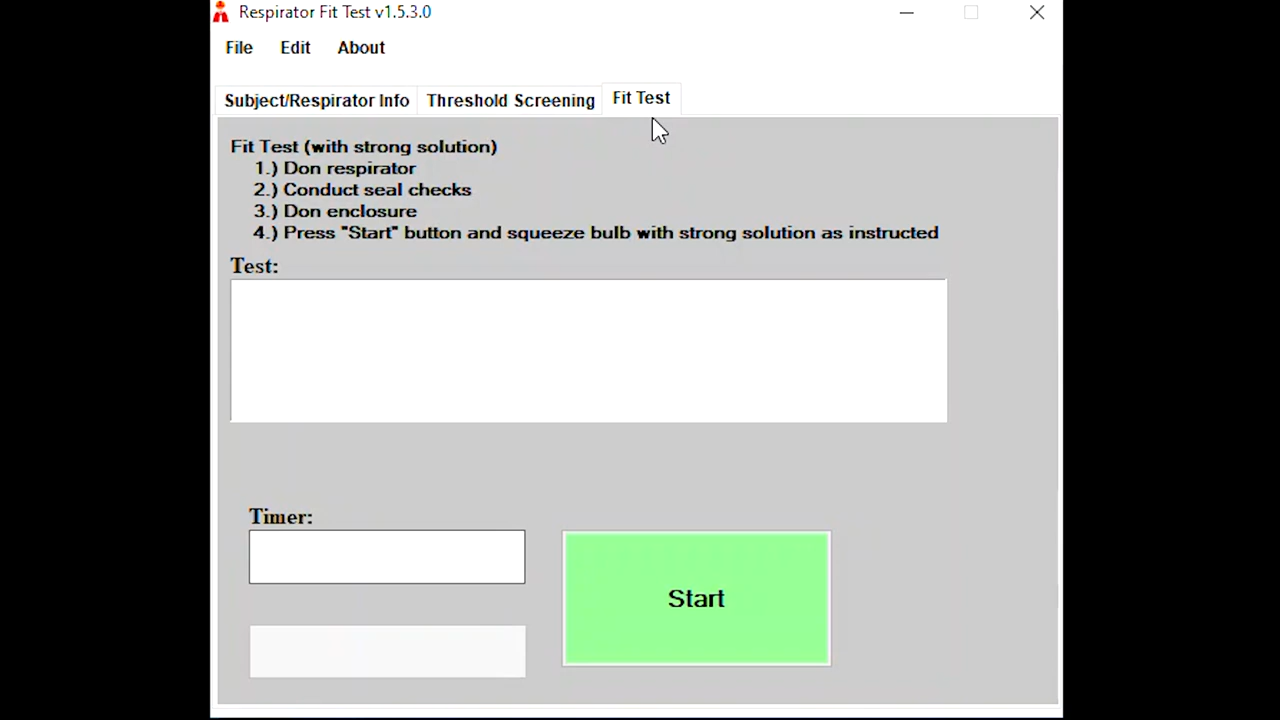 Respirator Fit Test v1.5.3.0
File Edit About
Subject/Respirator Info Threshold Screening Fit Test
Fit Test (with strong solution)
1.) Don respirator
2.) Conduct seal checks
3.) Don enclosure
4.) Press "Start" button and squeeze bulb with strong solution as instructed
Test:
Timer:
Start